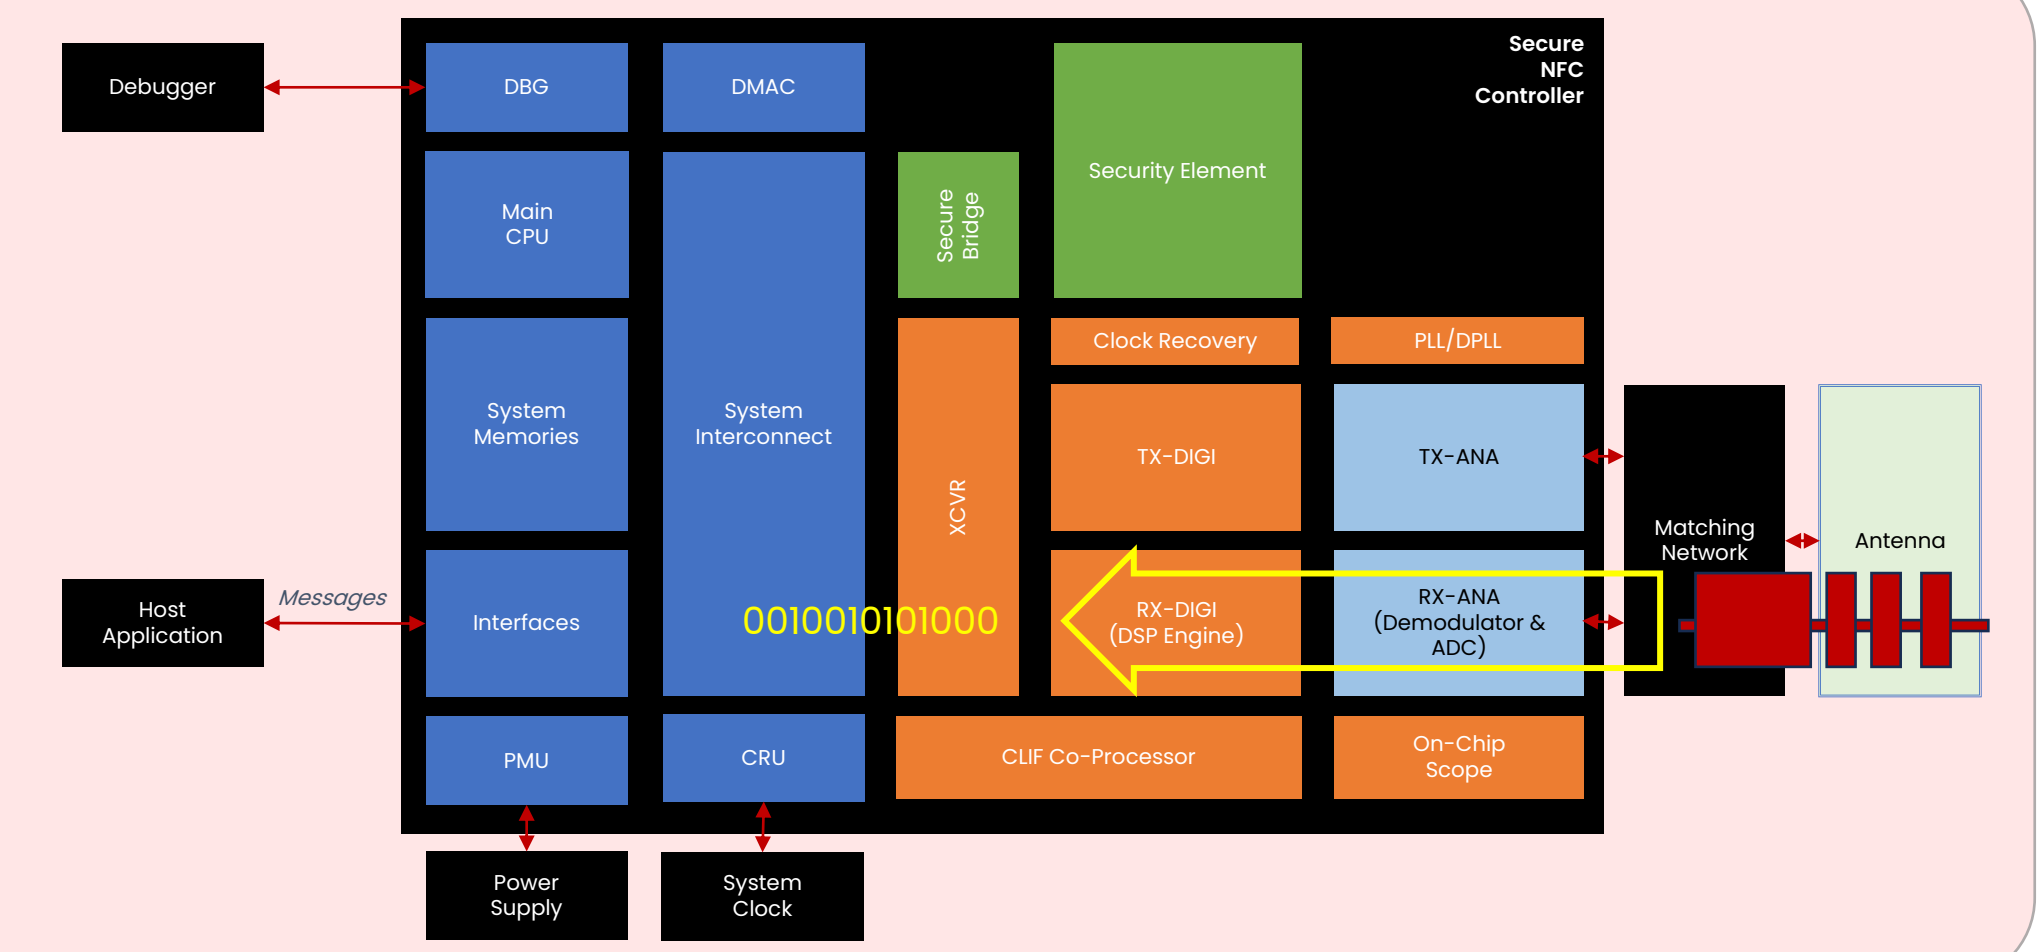 Secure
NFC
Controller
Debugger
DBG
DMAC
Security Element
Main
CPU
Secure
Bridge
Clock Recovery
PLL/DPLL
System
Memories
System
Interconnect
XCVR
TX-DIGI
TX-ANA
Matching
Network
Antenna
Host
Application
Messages
Interfaces
0010010101000
RX-DIGI
(DSP Engine)
RX-ANA
(Demodulator &
ADC)
PMU
CRU
CLIF Co-Processor
On-Chip
Scope
Power
Supply
System
Clock